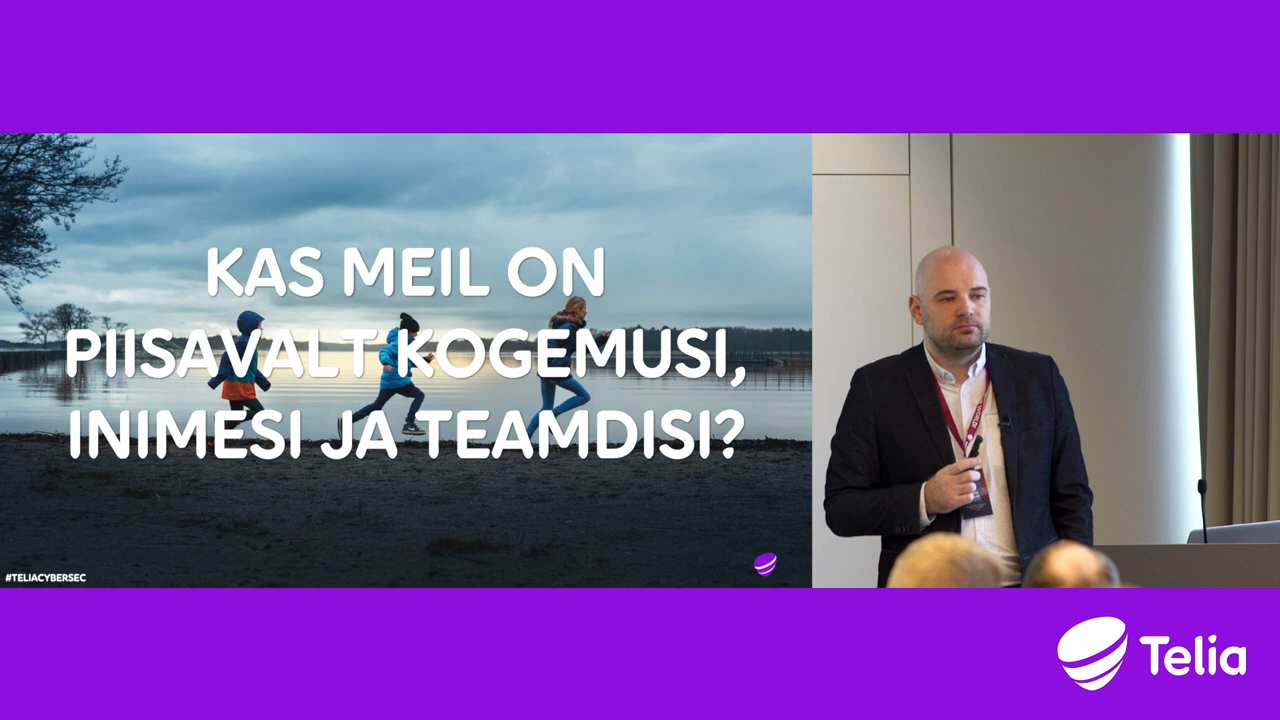 KAS MEIL ON
PIISAVALT KOGEMUSI,
INIMESI JA TEAMDISI?
#TELIACYBERSEC
Telia